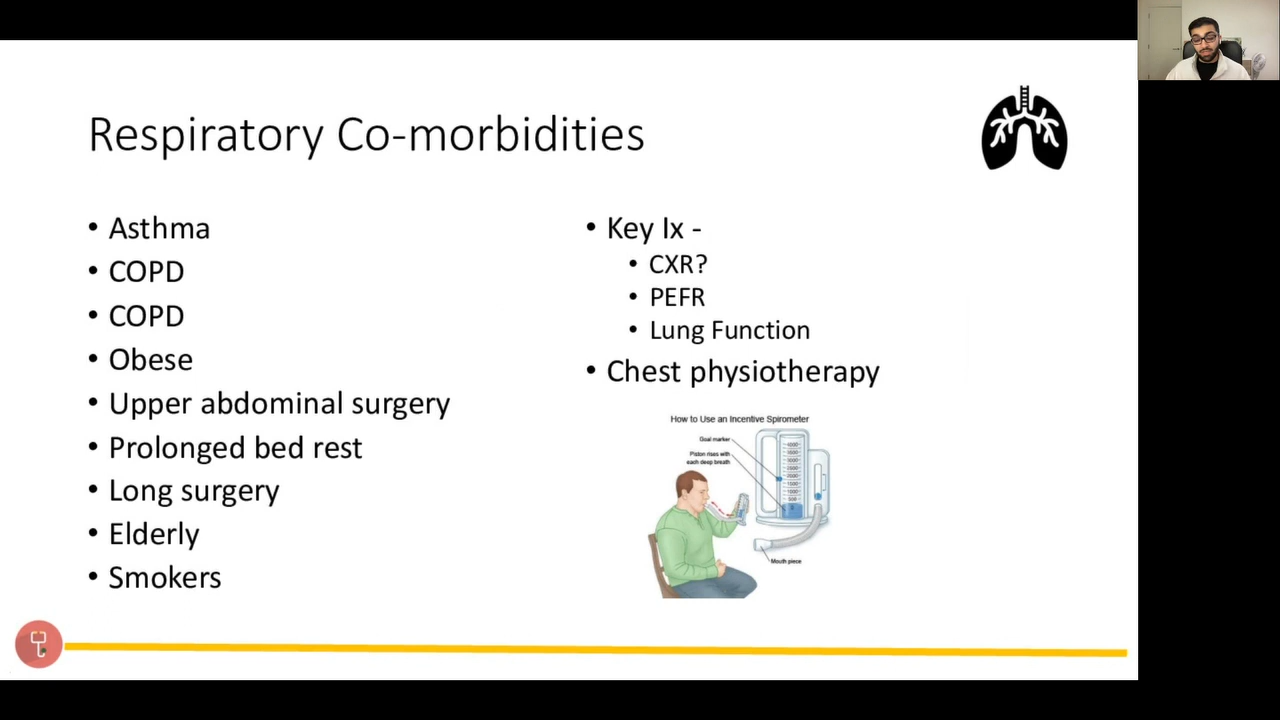 Respiratory Co-morbidities
• Asthma
• COPD
• COPD
• Obese
• Upper abdominal surgery
• Prolonged bed rest
• Long surgery
• Elderly
• Smokers
• Key Ix -
• CXR?
• PEFR
• Lung Function
• Chest physiotherapy
How to Use an Incentive Spirometer
Goal marker
Piston rises with
each deep breath
Mouth piece